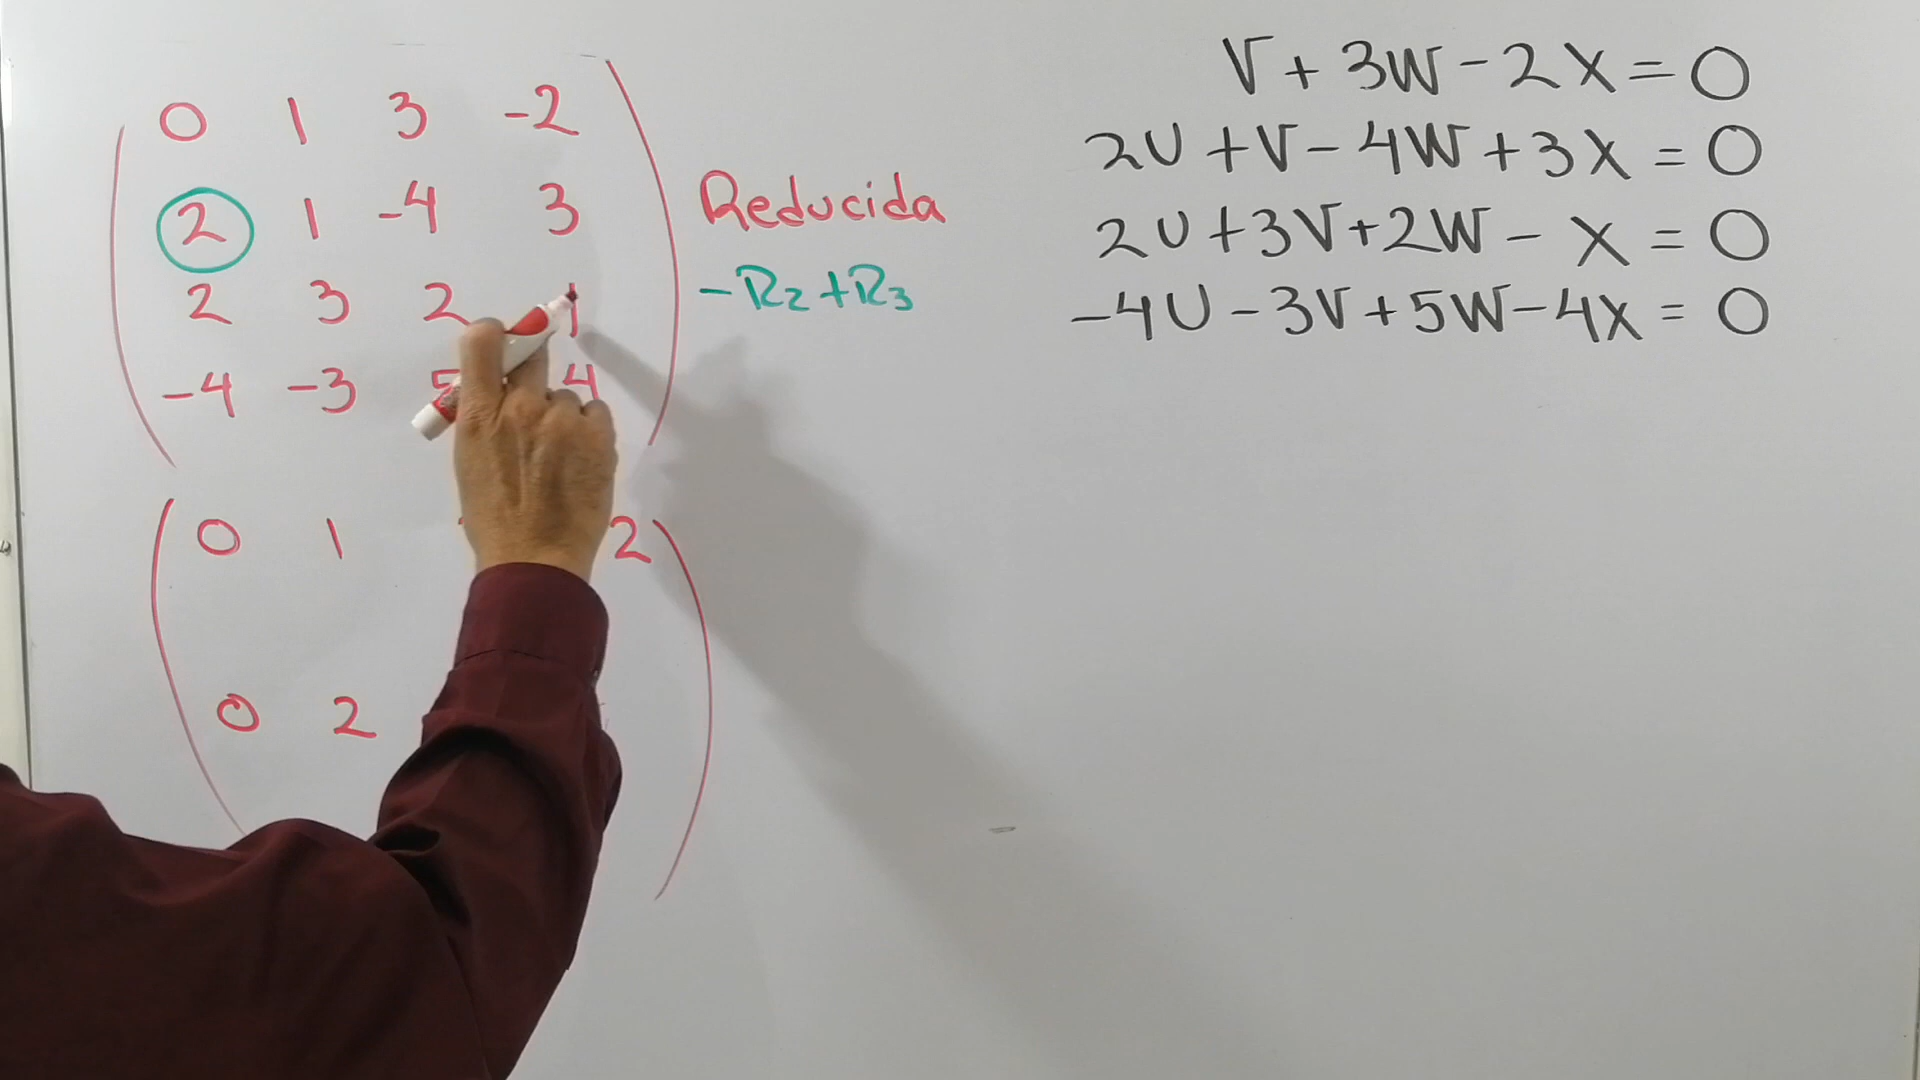 0 1 3 -2
2 1 -4 3
2 3 2 1
-4 -3 5 4
Reducida
-R2+R3
0 1 2
0 2
V+3W-2X=0
2U+V-4W+3X=0
2U+3V+2W-X=0
-4U-3V+5W-4X=0